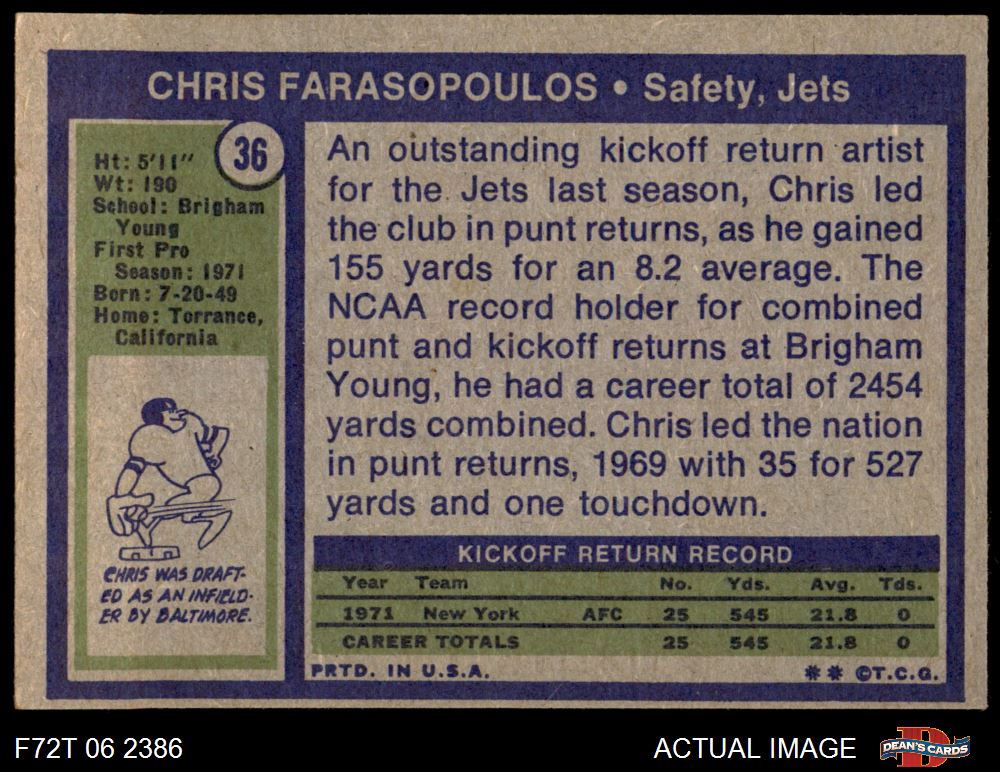 CHRIS FARASOPOULOS • Safety, Jets
36
Ht: 5'11"
Wt: 190
School: Brigham
Young
First Pro
Season: 1971
Born: 7-20-49
Home: Torrance,
California
CHRIS WAS DRAFT-
ED AS AN INFIELD-
ER BY BALTIMORE.
An outstanding kickoff return artist
for the Jets last season, Chris led
the club in punt returns, as he gained
155 yards for an 8.2 average. The
NCAA record holder for combined
punt and kickoff returns at Brigham
Young, he had a career total of 2454
yards combined. Chris led the nation
in punt returns, 1969 with 35 for 527
yards and one touchdown.
KICKOFF RETURN RECORD
Year Team No. Yds. Avg. Tds.
1971 New York AFC 25 545 21.8 0
CAREER TOTALS 25 545 21.8 0
PRTD. IN U.S.A. ** ©T.C.G.
F72T 06 2386 ACTUAL IMAGE DEAN'S CARDS